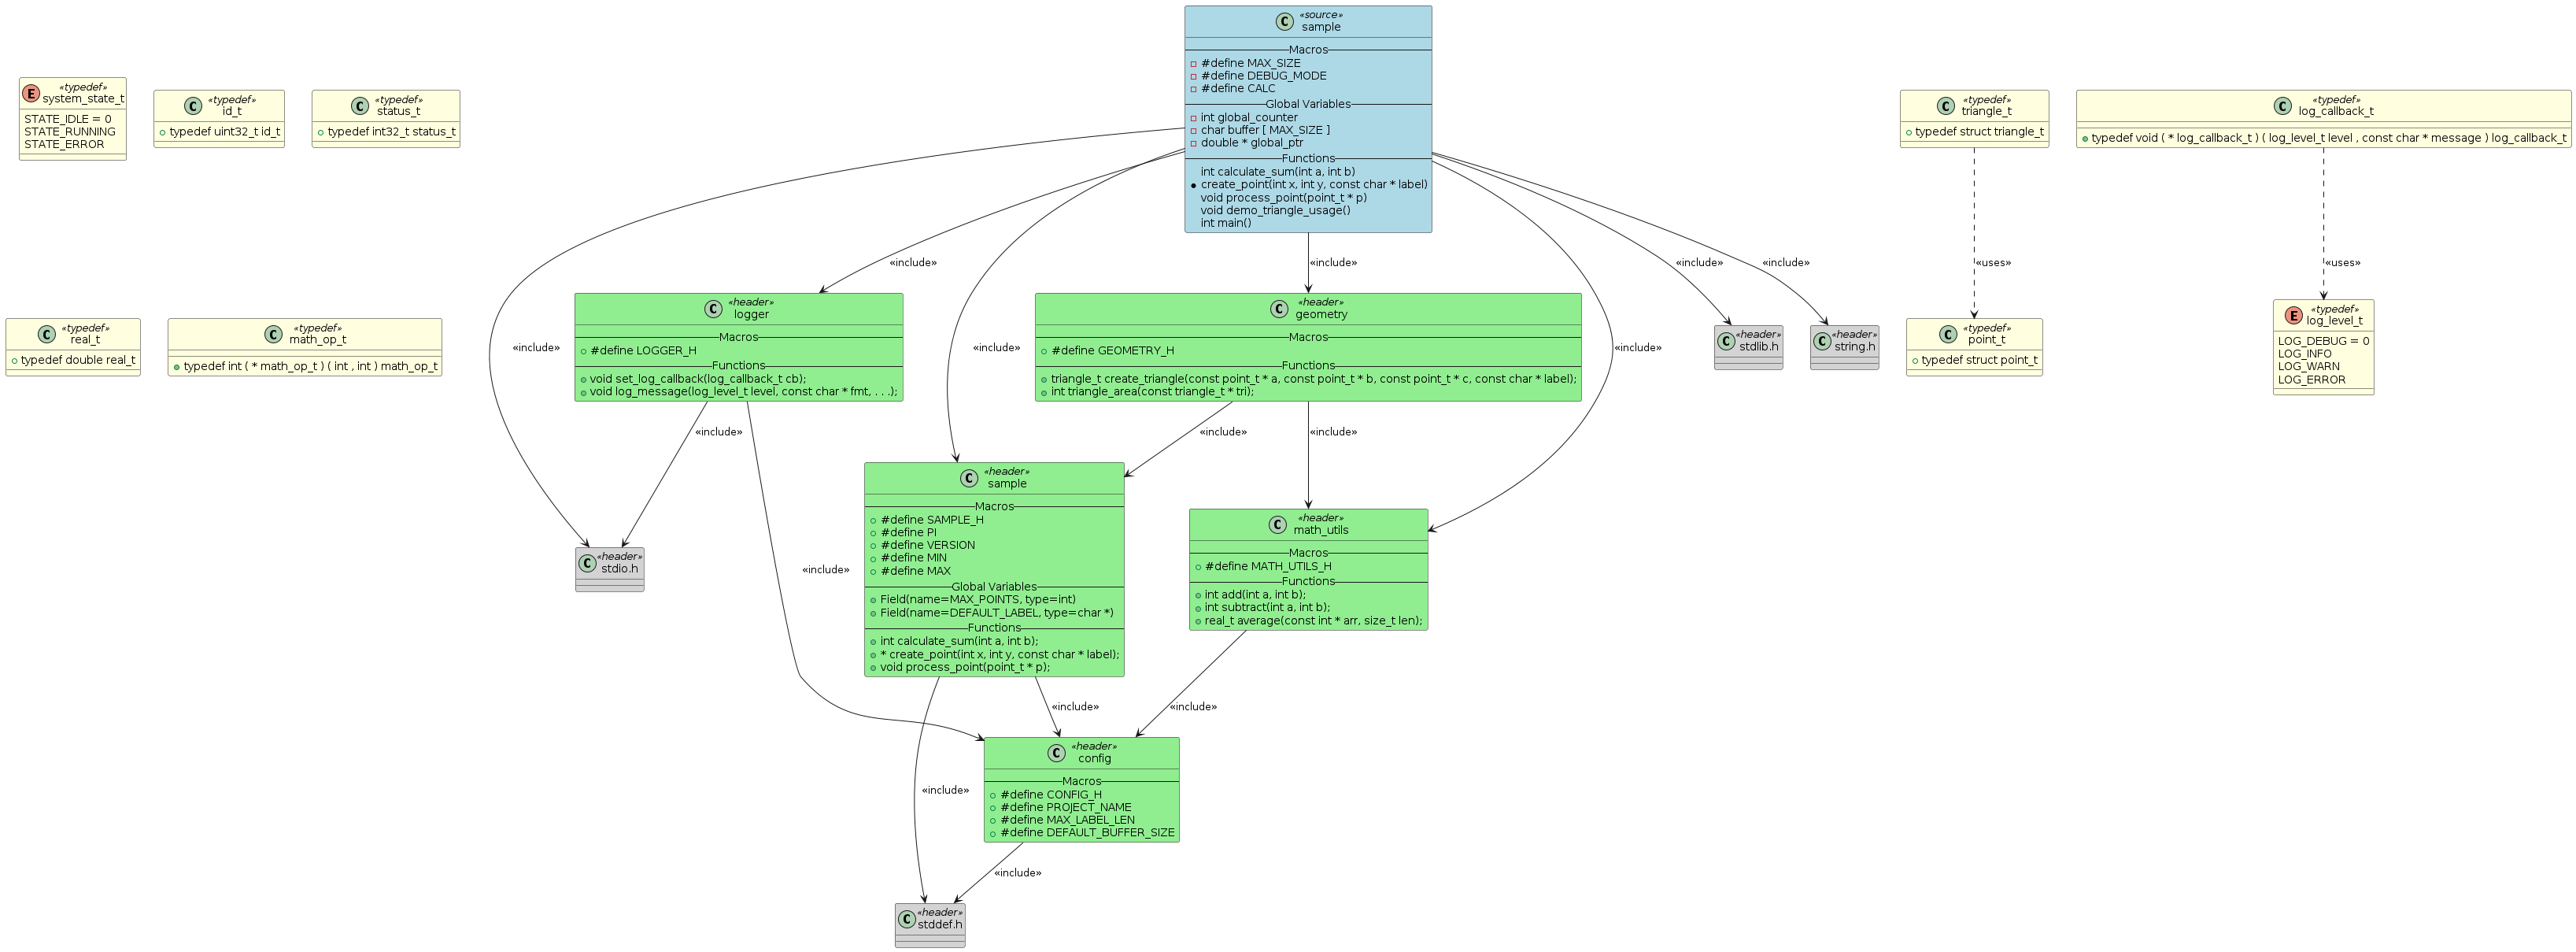 «source»
sample
Macros
#define MAX_SIZE
#define DEBUG_MODE
#define CALC
Global Variables
int global_counter
char buffer [ MAX_SIZE ]
double * global_ptr
Functions
int calculate_sum(int a, int b)
create_point(int x, int y, const char * label)
void process_point(point_t * p)
void demo_triangle_usage()
int main()
E
«typedef»
system_state_t
STATE_IDLE = 0
STATE_RUNNING
STATE_ERROR
C
«typedef»
id_t
typedef uint32_t id_t
C
«typedef»
status_t
typedef int32_t status_t
C
«typedef»
triangle_t
typedef struct triangle_t
C
«typedef»
log_callback_t
typedef void ( * log_callback_t ) ( log_level_t level , const char * message ) log_callback_t
«include»
«include»
«include»
«include»
«uses»
«uses»
C
«typedef»
real_t
typedef double real_t
C
«typedef»
math_op_t
typedef int ( * math_op_t ) ( int , int ) math_op_t
«include»
C
«header»
logger
Macros
#define LOGGER_H
Functions
void set_log_callback(log_callback_t cb);
void log_message(log_level_t level, const char * fmt, . . .);
«include»
C
«header»
geometry
Macros
#define GEOMETRY_H
Functions
triangle_t create_triangle(const point_t * a, const point_t * b, const point_t * c, const char * label);
int triangle_area(const triangle_t * tri);
«include»
C
«header»
stdlib.h
C
«header»
string.h
C
«typedef»
point_t
typedef struct point_t
E
«typedef»
log_level_t
LOG_DEBUG = 0
LOG_INFO
LOG_WARN
LOG_ERROR
«include»
«include»
«include»
C
«header»
stdio.h
«include»
C
«header»
sample
Macros
#define SAMPLE_H
#define PI
#define VERSION
#define MIN
#define MAX
Global Variables
Field(name=MAX_POINTS, type=int)
Field(name=DEFAULT_LABEL, type=char *)
Functions
int calculate_sum(int a, int b);
* create_point(int x, int y, const char * label);
void process_point(point_t * p);
C
«header»
math_utils
Macros
#define MATH_UTILS_H
Functions
int add(int a, int b);
int subtract(int a, int b);
real_t average(const int * arr, size_t len);
«include»
«include»
«include»
C
«header»
config
Macros
#define CONFIG_H
#define PROJECT_NAME
#define MAX_LABEL_LEN
#define DEFAULT_BUFFER_SIZE
«include»
C
«header»
stddef.h